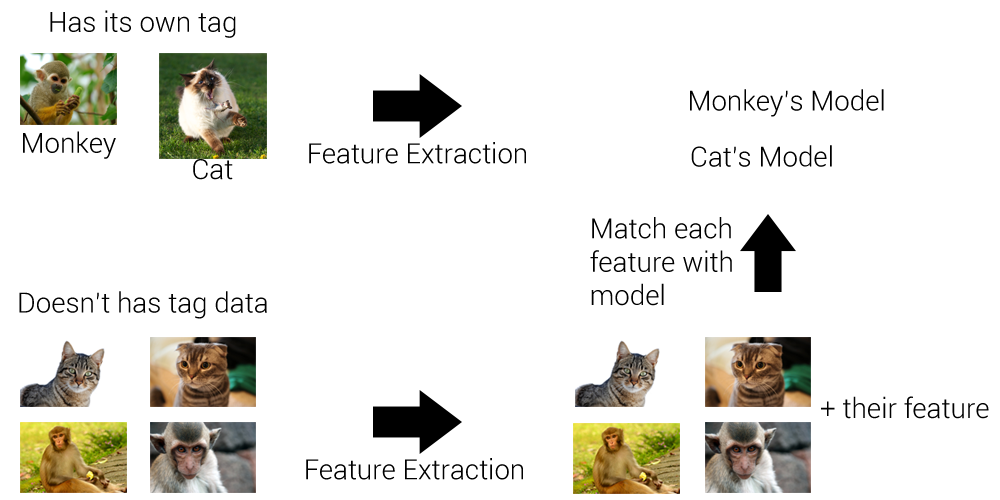 Has its own tag
Monkey
Cat
Feature Extraction
Monkey's Model
Cat's Model
Match each
feature with
model
Doesn't has tag data
Feature Extraction
+ their feature